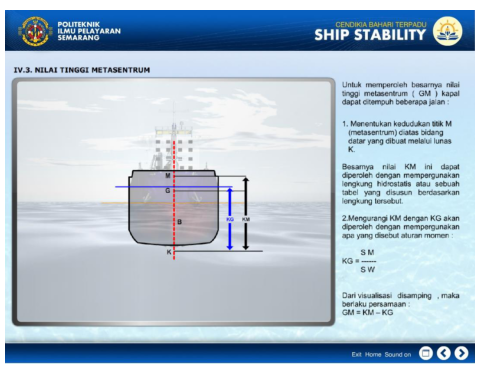 POLITEKNIK
ILMU PELAYARAN
SEMARANG
CENDIKIA BAHARI TERPADU
SHIP STABILITY
IV.3. NILAI TINGGI METASENTRUM
M
G
B
K
KG
KM
Untuk memperoleh besarnya nilai
tinggi metasentrum ( GM ) kapal
dapat ditempuh beberapa jalan :
1. Menentukan kedudukan titik M
(metasentrum) diatas bidang
datar yang dibuat melalui lunas
K.
Besarnya nilai KM ini dapat
diperoleh dengan mempergunakan
lengkung hidrostatis atau sebuah
tabel yang disusun berdasarkan
lengkung tersebut.
2.Mengurangi KM dengan KG akan
diperoleh dengan mempergunakan
apa yang disebut aturan momen :
S M
KG = ------
S W
Dari visualisasi disamping , maka
berlaku persamaan :
GM = KM – KG
Exit Home Sound on